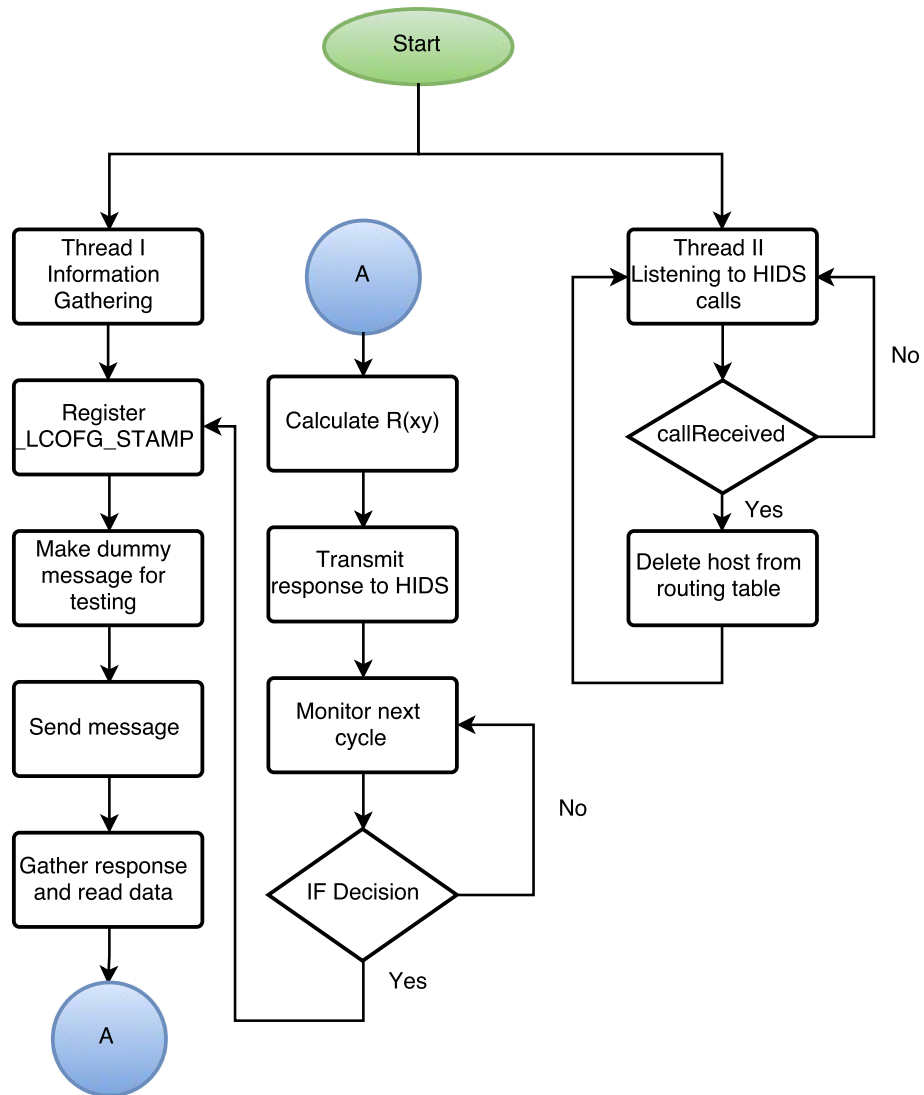 Start
Thread I
Information
Gathering
Register
_LCOFG_STAMP
Make dummy
message for
testing
Send message
Gather response
and read data
A
A
Calculate R(xy)
Transmit
response to HIDS
Monitor next
cycle
No
IF Decision
Yes
Thread II
Listening to HIDS
calls
No
callReceived
Yes
Delete host from
routing table